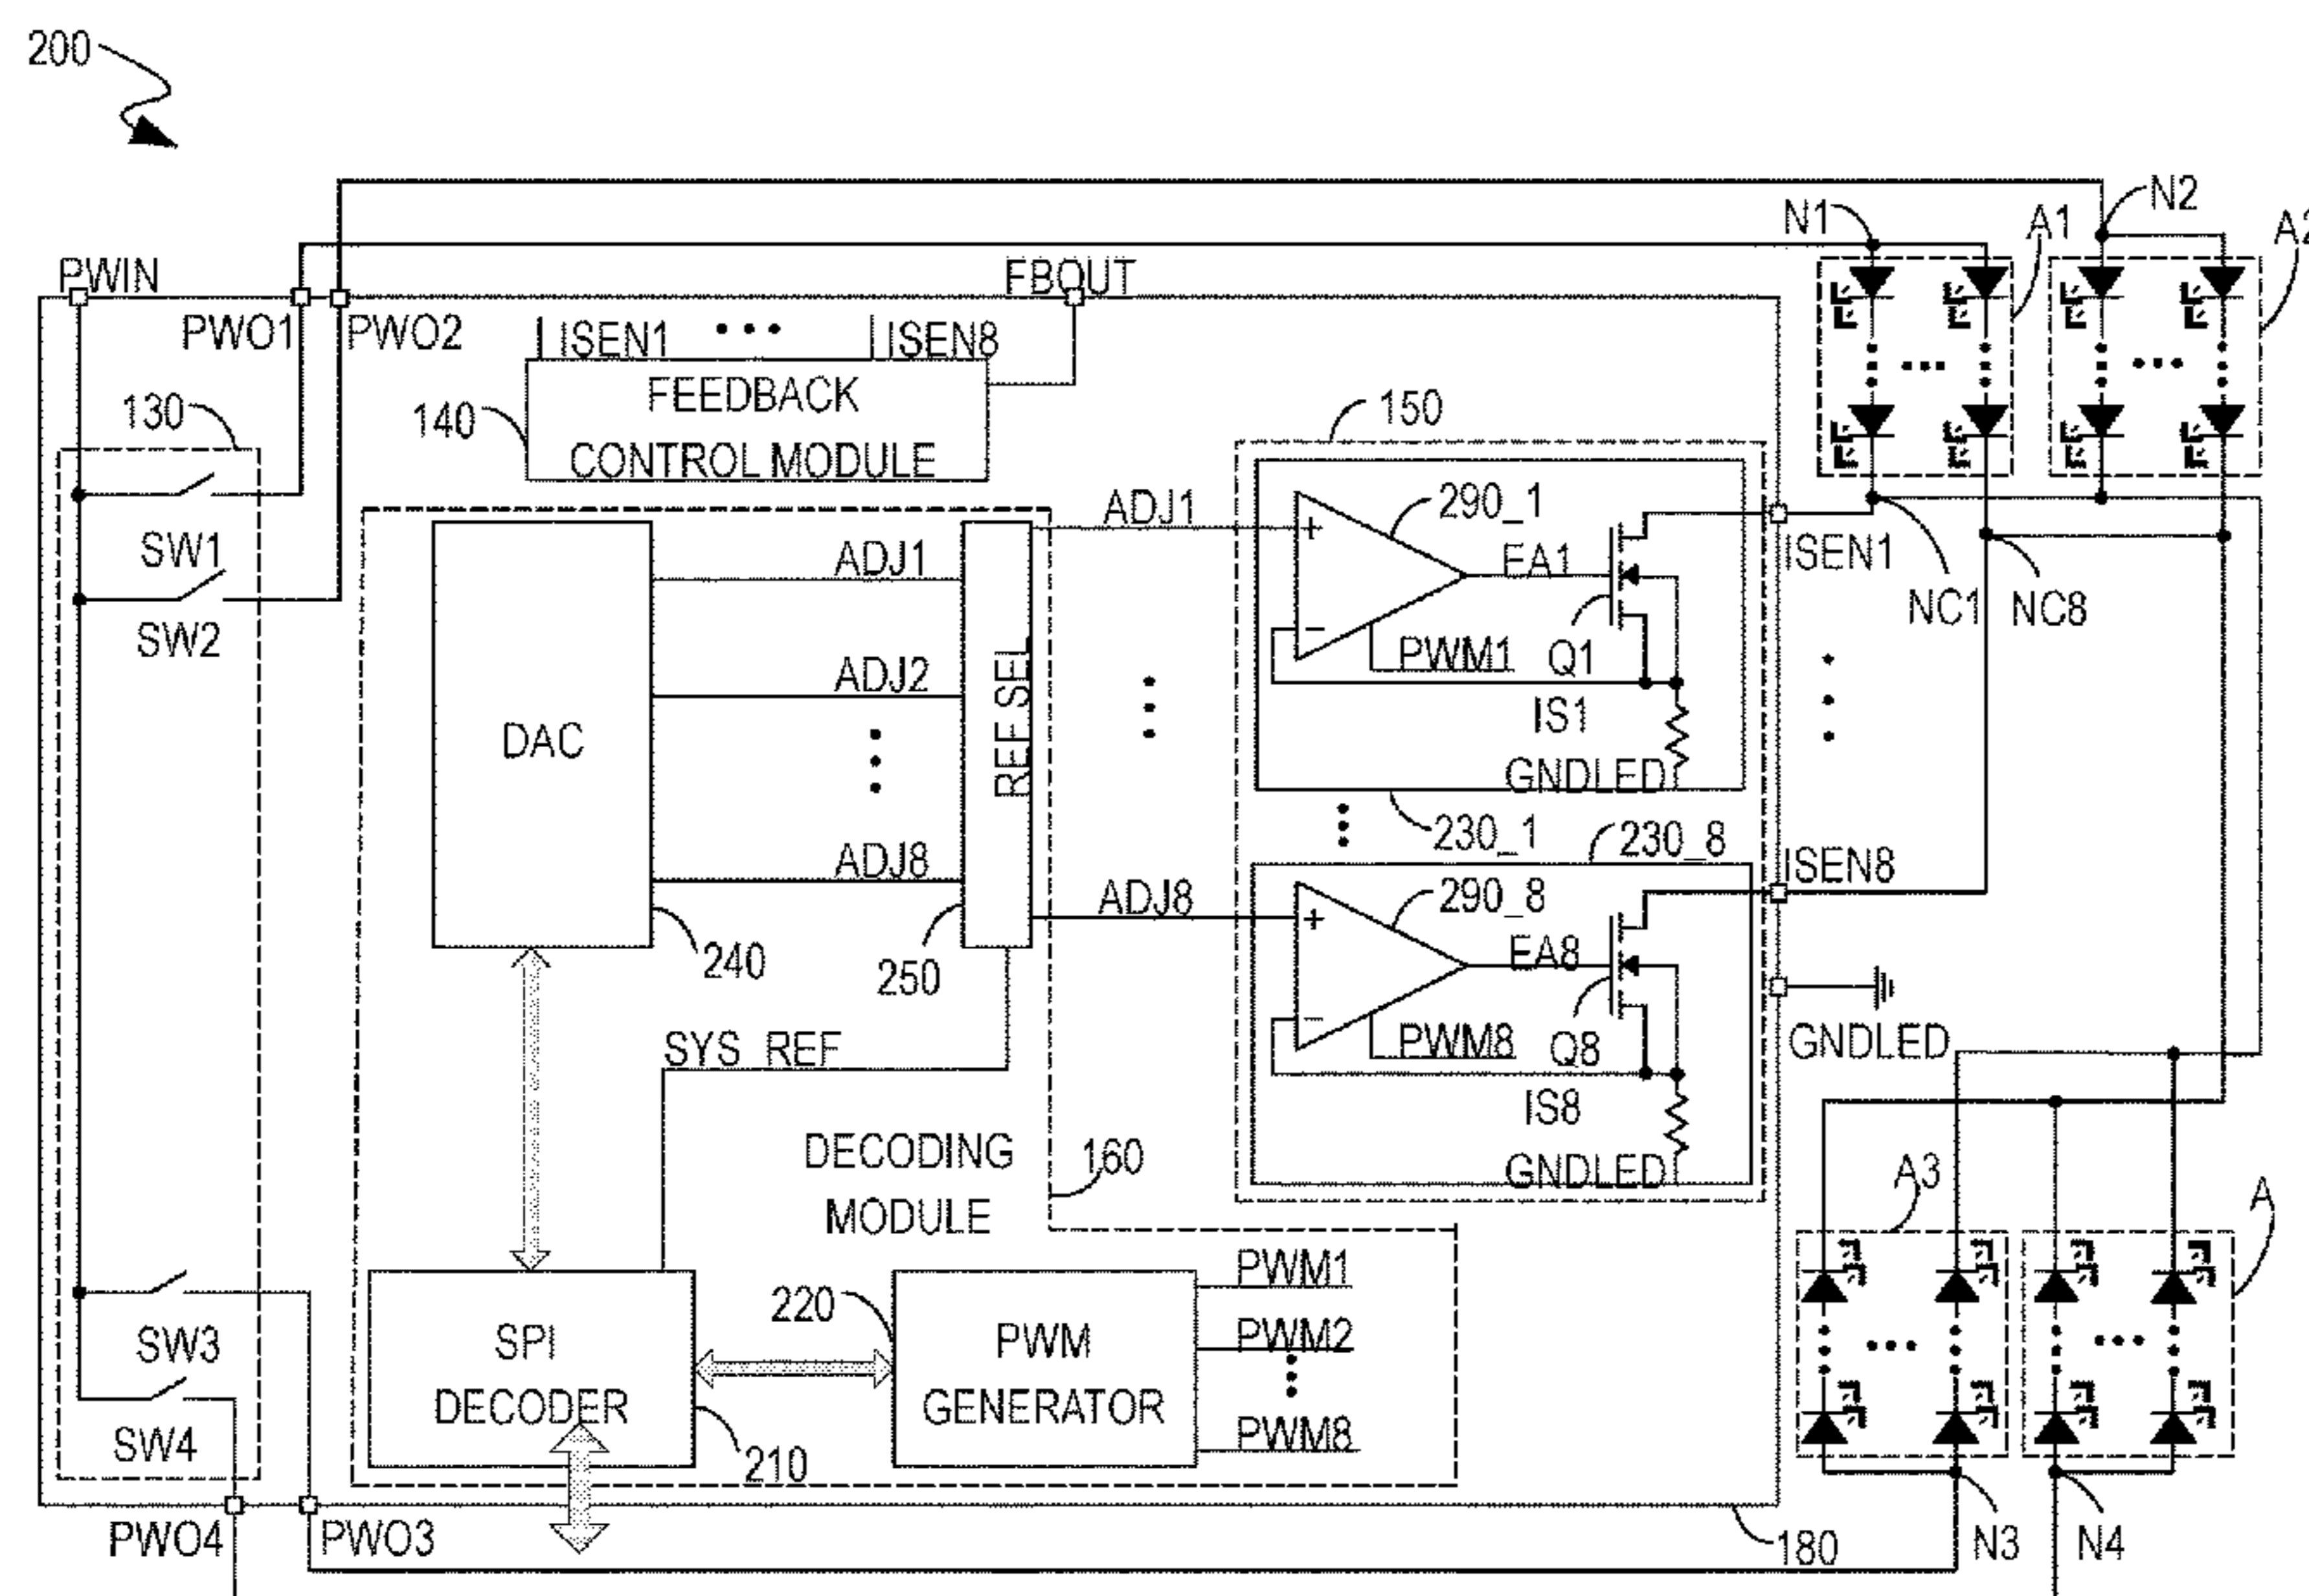 200
N1
N2
A1
A2
PWIN
FBOUT
PWO1
PWO2
ISEN1
ISEN8
130
140
FEEDBACK
CONTROL MODULE
150
ADJ1
290_1
SW1
ADJ1
EA1
ISEN1
NC1
NC8
SW2
ADJ2
REF SEL
PWM1
Q1
DAC
IS1
GNDLED
230_1
230_8
ADJ8
ISEN8
ADJ8
290_8
240
250
EA8
SYS_REF
PWM8
Q8
GNDLED
IS8
DECODING
MODULE
160
GNDLED
A3
A
PWM1
220
SPI
DECODER
PWM
GENERATOR
PWM2
SW3
SW4
210
PWM8
PWO4
PWO3
180
N3
N4